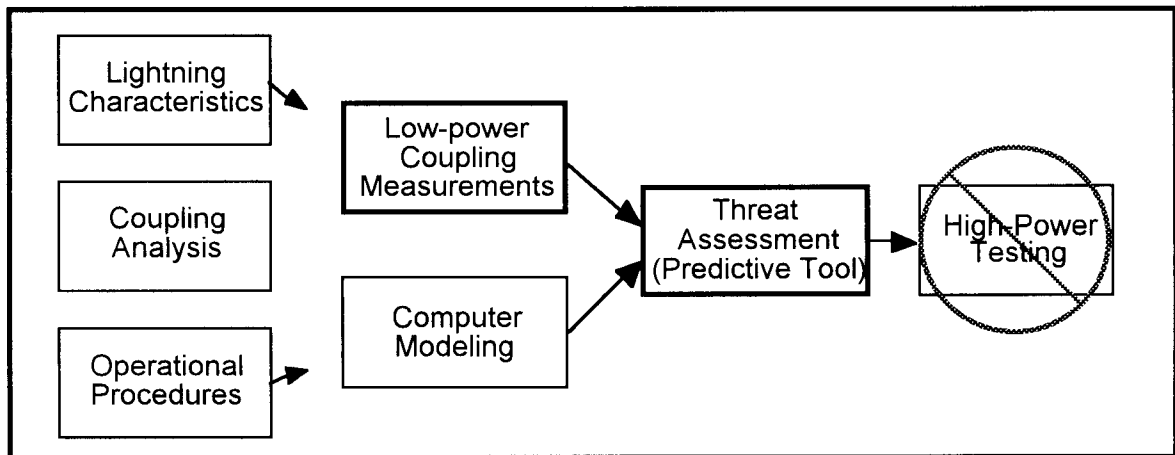 Lightning
Characteristics
Coupling
Analysis
Operational
Procedures
Low-power
Coupling
Measurements
Computer
Modeling
Threat
Assessment
(Predictive Tool)
High-Power
Testing